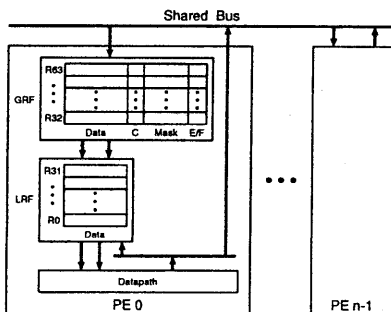 Shared Bus
R63
GRF
R32
Data C Mask E/F
R31
LRF
R0
Data
Datapath
PE 0
PE n-1